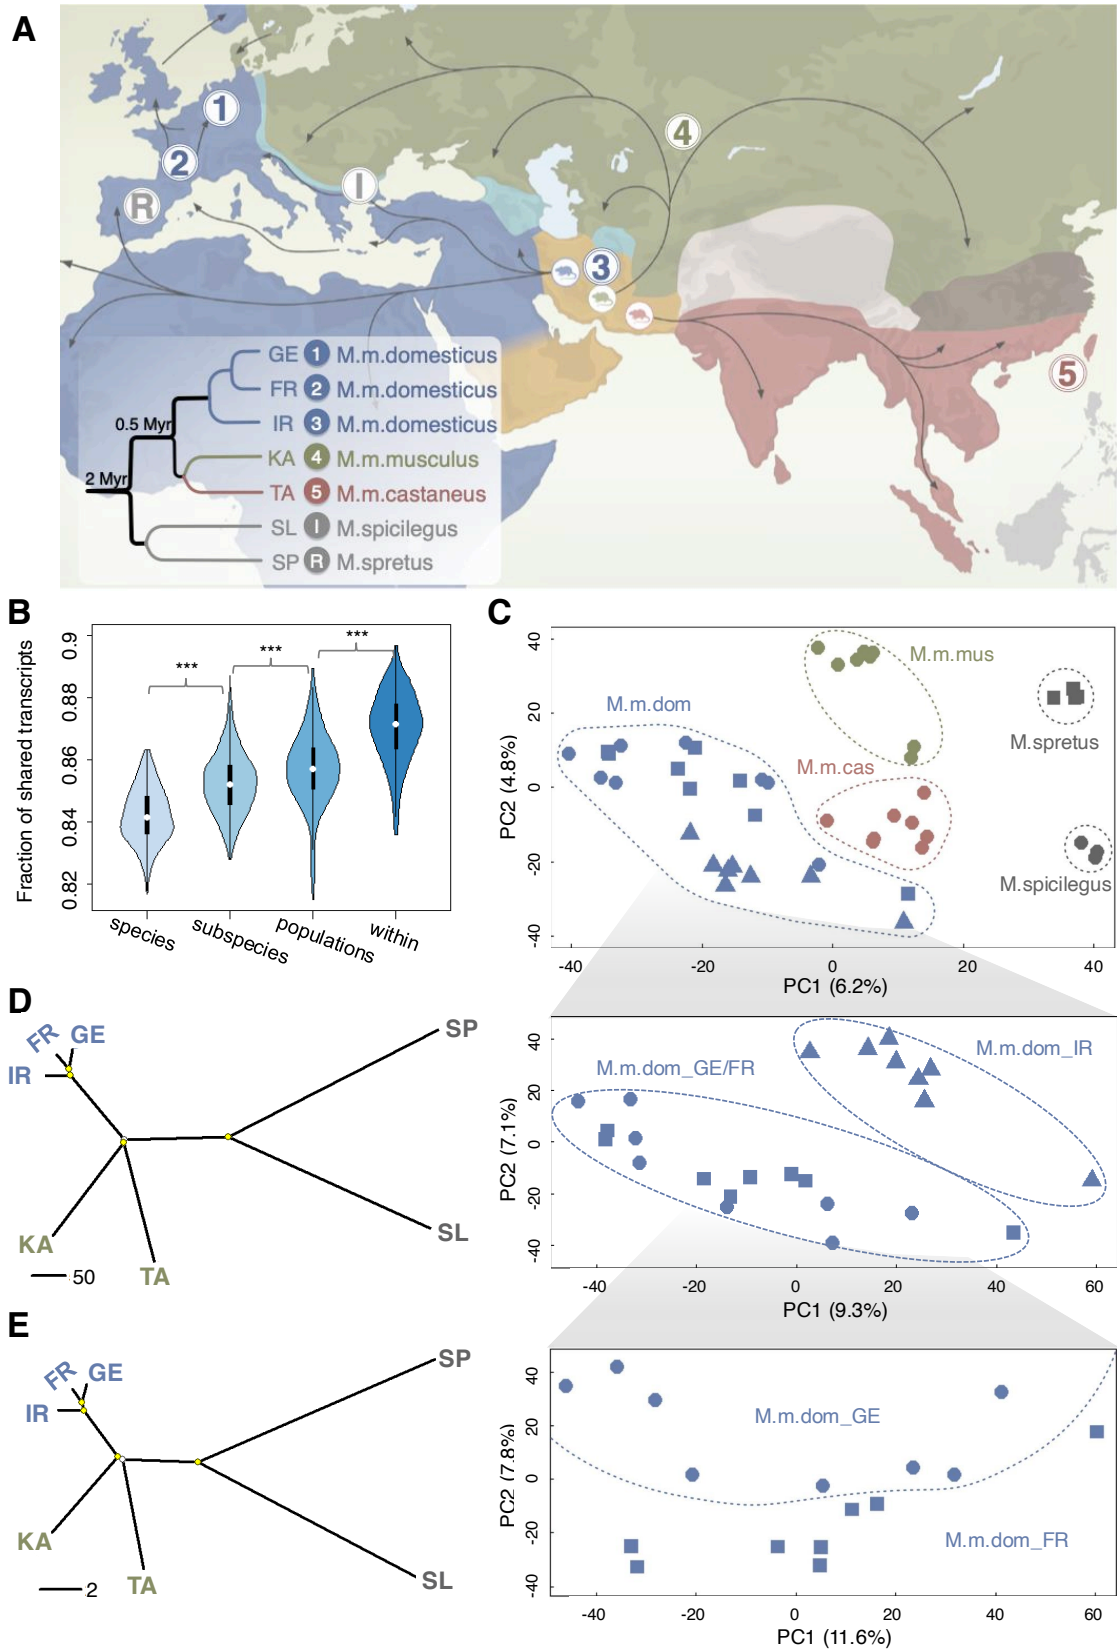 A
1
2
R
I
4
3
5
GE 1 M.m.domesticus
FR 2 M.m.domesticus
IR 3 M.m.domesticus
0.5 Myr
KA 4 M.m.musculus
2 Myr
TA 5 M.m.castaneus
SL I M.spicilegus
SP R M.spretus
B
Fraction of shared transcripts
0.9
0.88
0.86
0.84
0.82
***
***
***
species
subspecies
populations
within
C
PC2 (4.8%)
40
20
0
-20
-40
M.m.mus
M.m.dom
M.spretus
M.m.cas
M.spicilegus
-40 -20 0 20 40
PC1 (6.2%)
D
FR GE
IR
SP
KA
TA
SL
50
PC2 (7.1%)
40
20
0
-20
-40
M.m.dom_IR
M.m.dom_GE/FR
-40 -20 0 20 40 60
PC1 (9.3%)
E
FR GE
IR
SP
KA
TA
SL
2
PC2 (7.8%)
40
20
0
-20
-40
M.m.dom_GE
M.m.dom_FR
-40 -20 0 20 40 60
PC1 (11.6%)